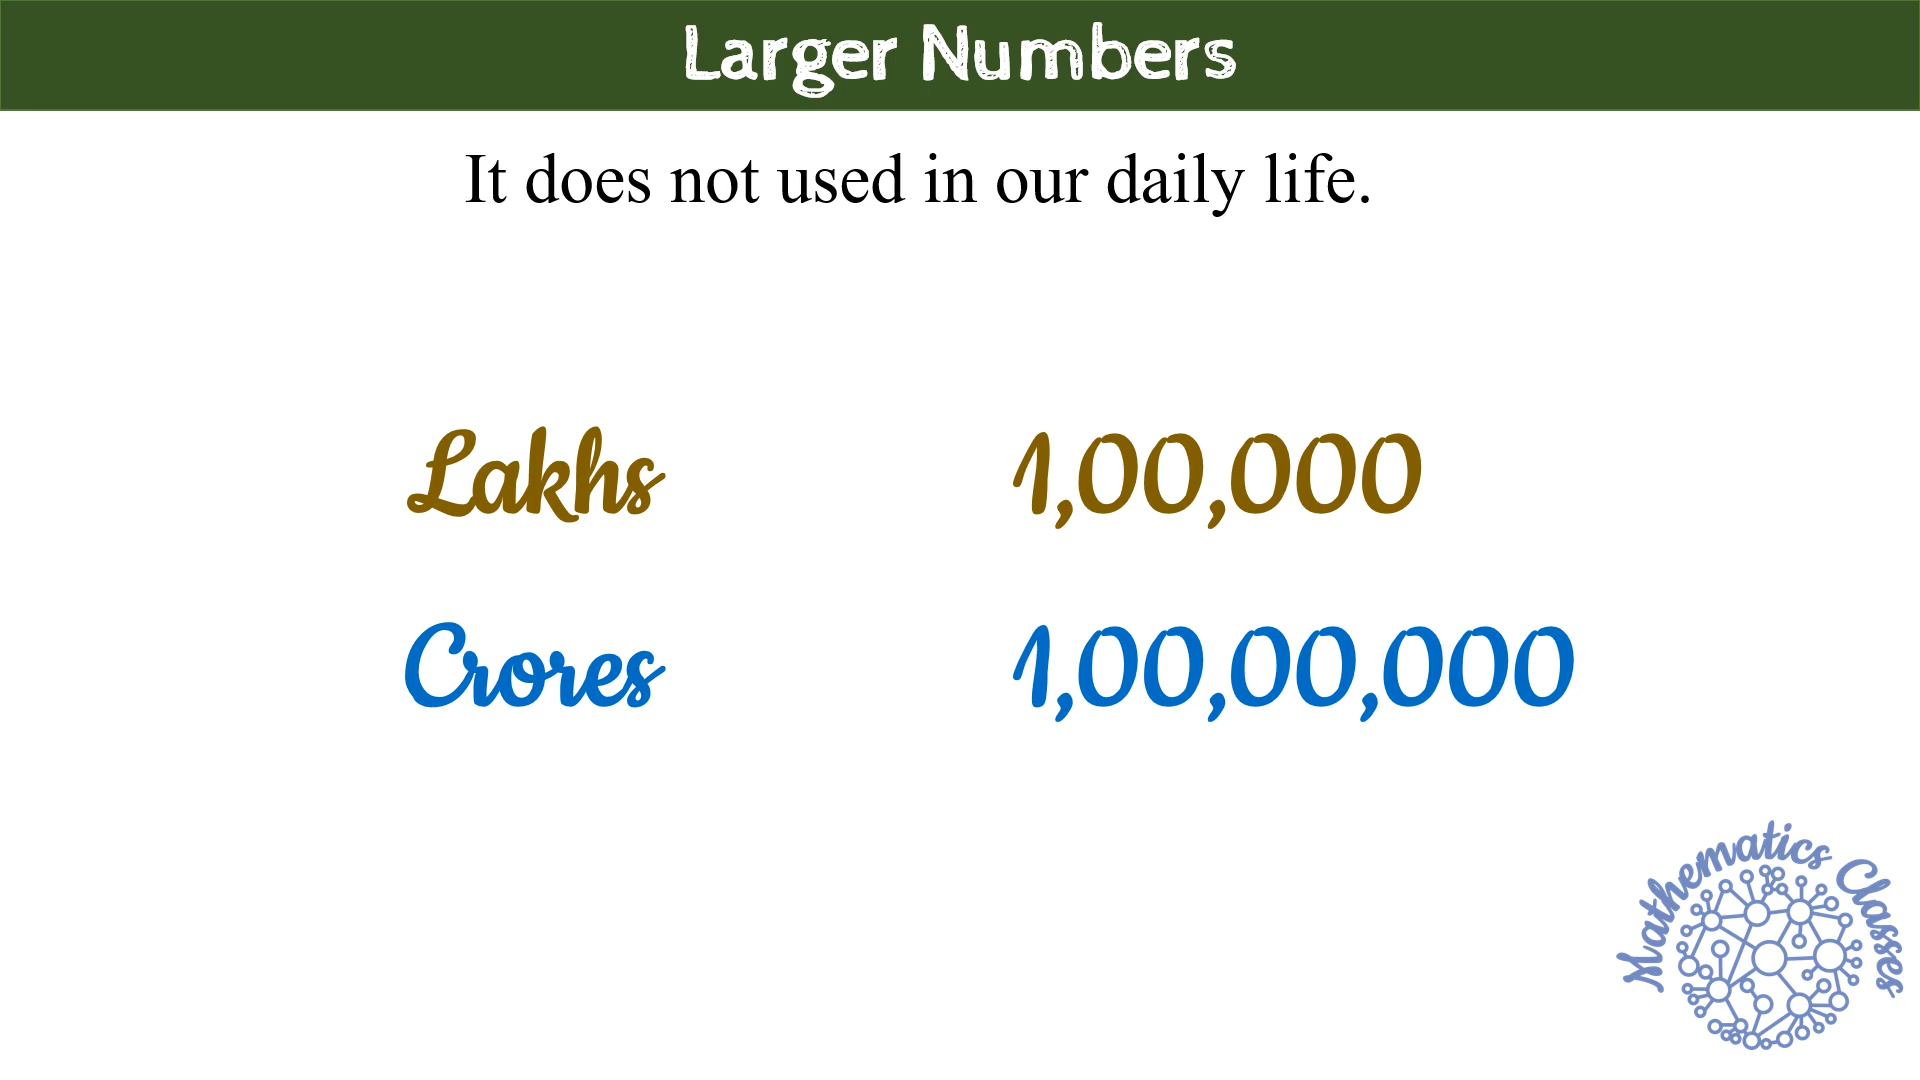 Larger Numbers
It does not used in our daily life.
Lakhs 1,00,000
Crores 1,00,00,000
Mathematics Classes